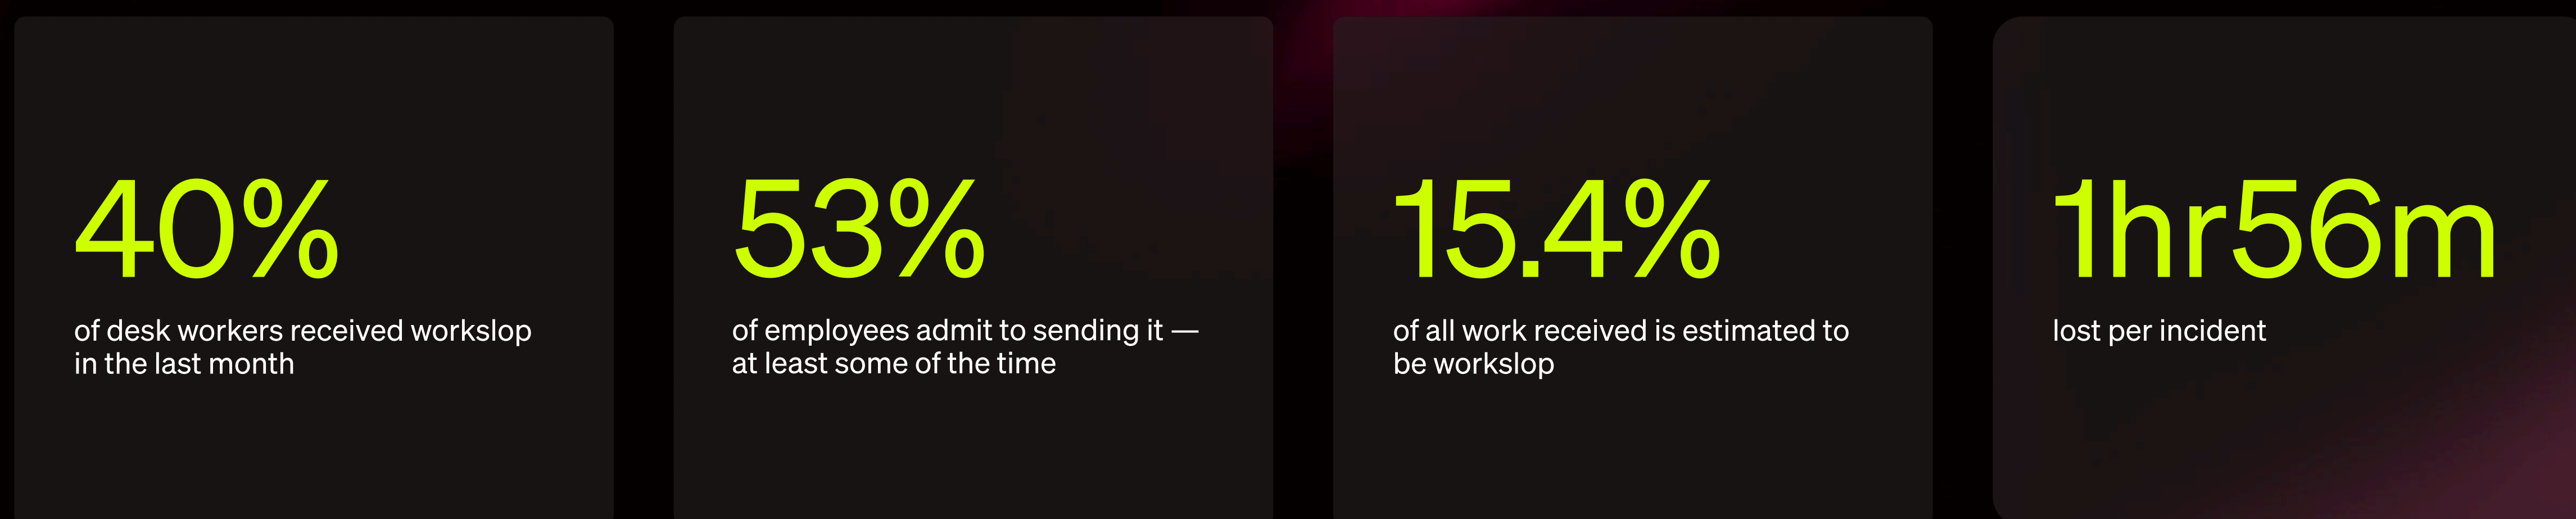 40%
of desk workers received workslop
in the last month
53%
of employees admit to sending it —
at least some of the time
15.4%
of all work received is estimated to
be workslop
1hr56m
lost per incident